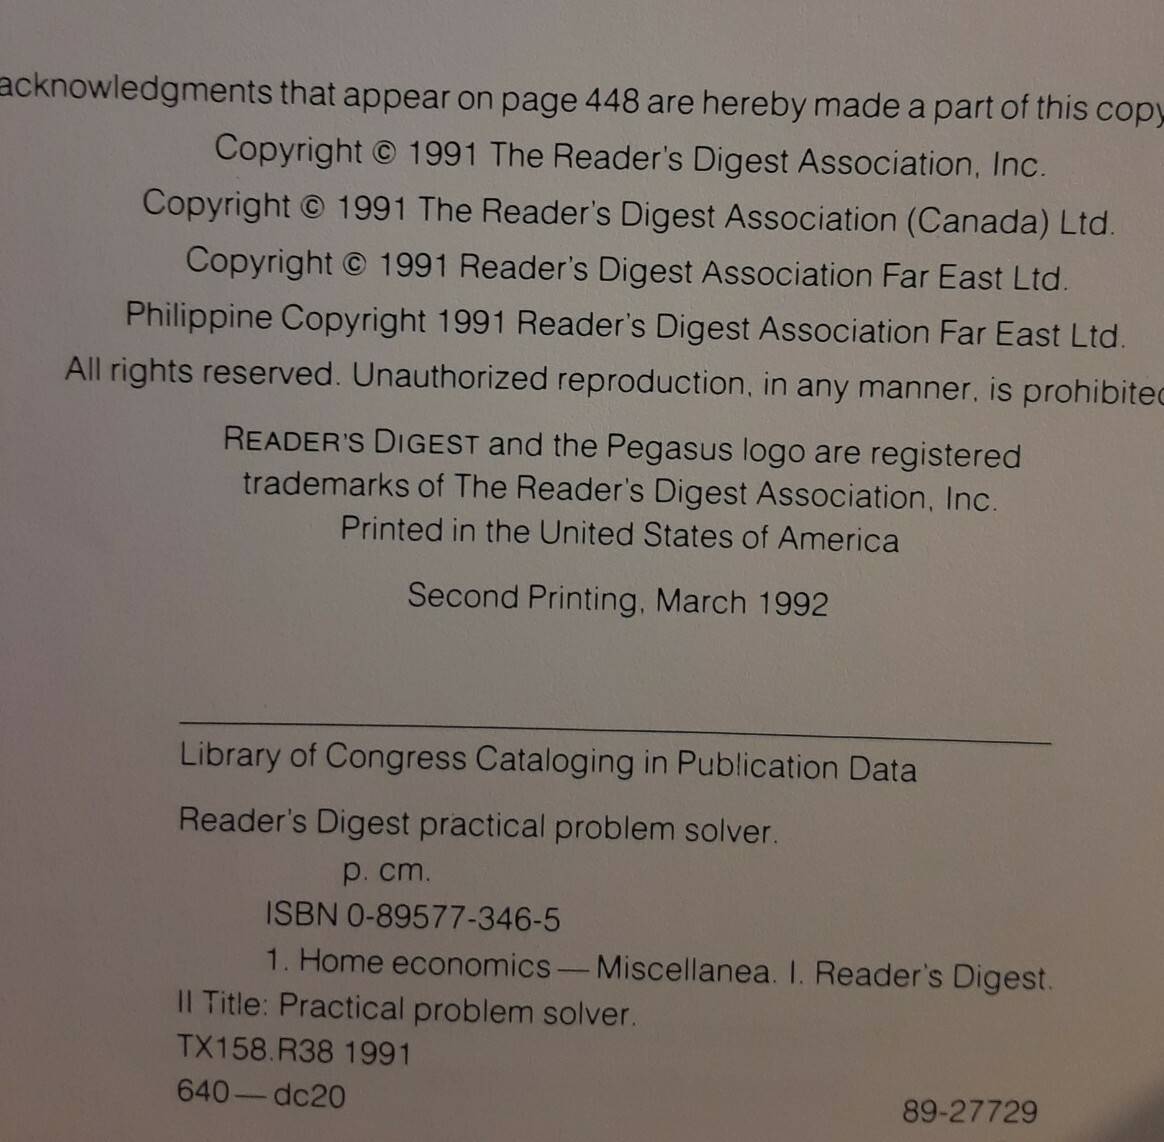 acknowledgments that appear on page 448 are hereby made a part of this copy
Copyright © 1991 The Reader's Digest Association, Inc.
Copyright © 1991 The Reader's Digest Association (Canada) Ltd.
Copyright © 1991 Reader's Digest Association Far East Ltd.
Philippine Copyright 1991 Reader's Digest Association Far East Ltd.
All rights reserved. Unauthorized reproduction, in any manner, is prohibited
READER'S DIGEST and the Pegasus logo are registered
trademarks of The Reader's Digest Association, Inc.
Printed in the United States of America
Second Printing, March 1992
Library of Congress Cataloging in Publication Data
Reader's Digest practical problem solver.
p. cm.
ISBN 0-89577-346-5
1. Home economics — Miscellanea. I. Reader's Digest.
II Title: Practical problem solver.
TX158.R38 1991
640 — dc20
89-27729